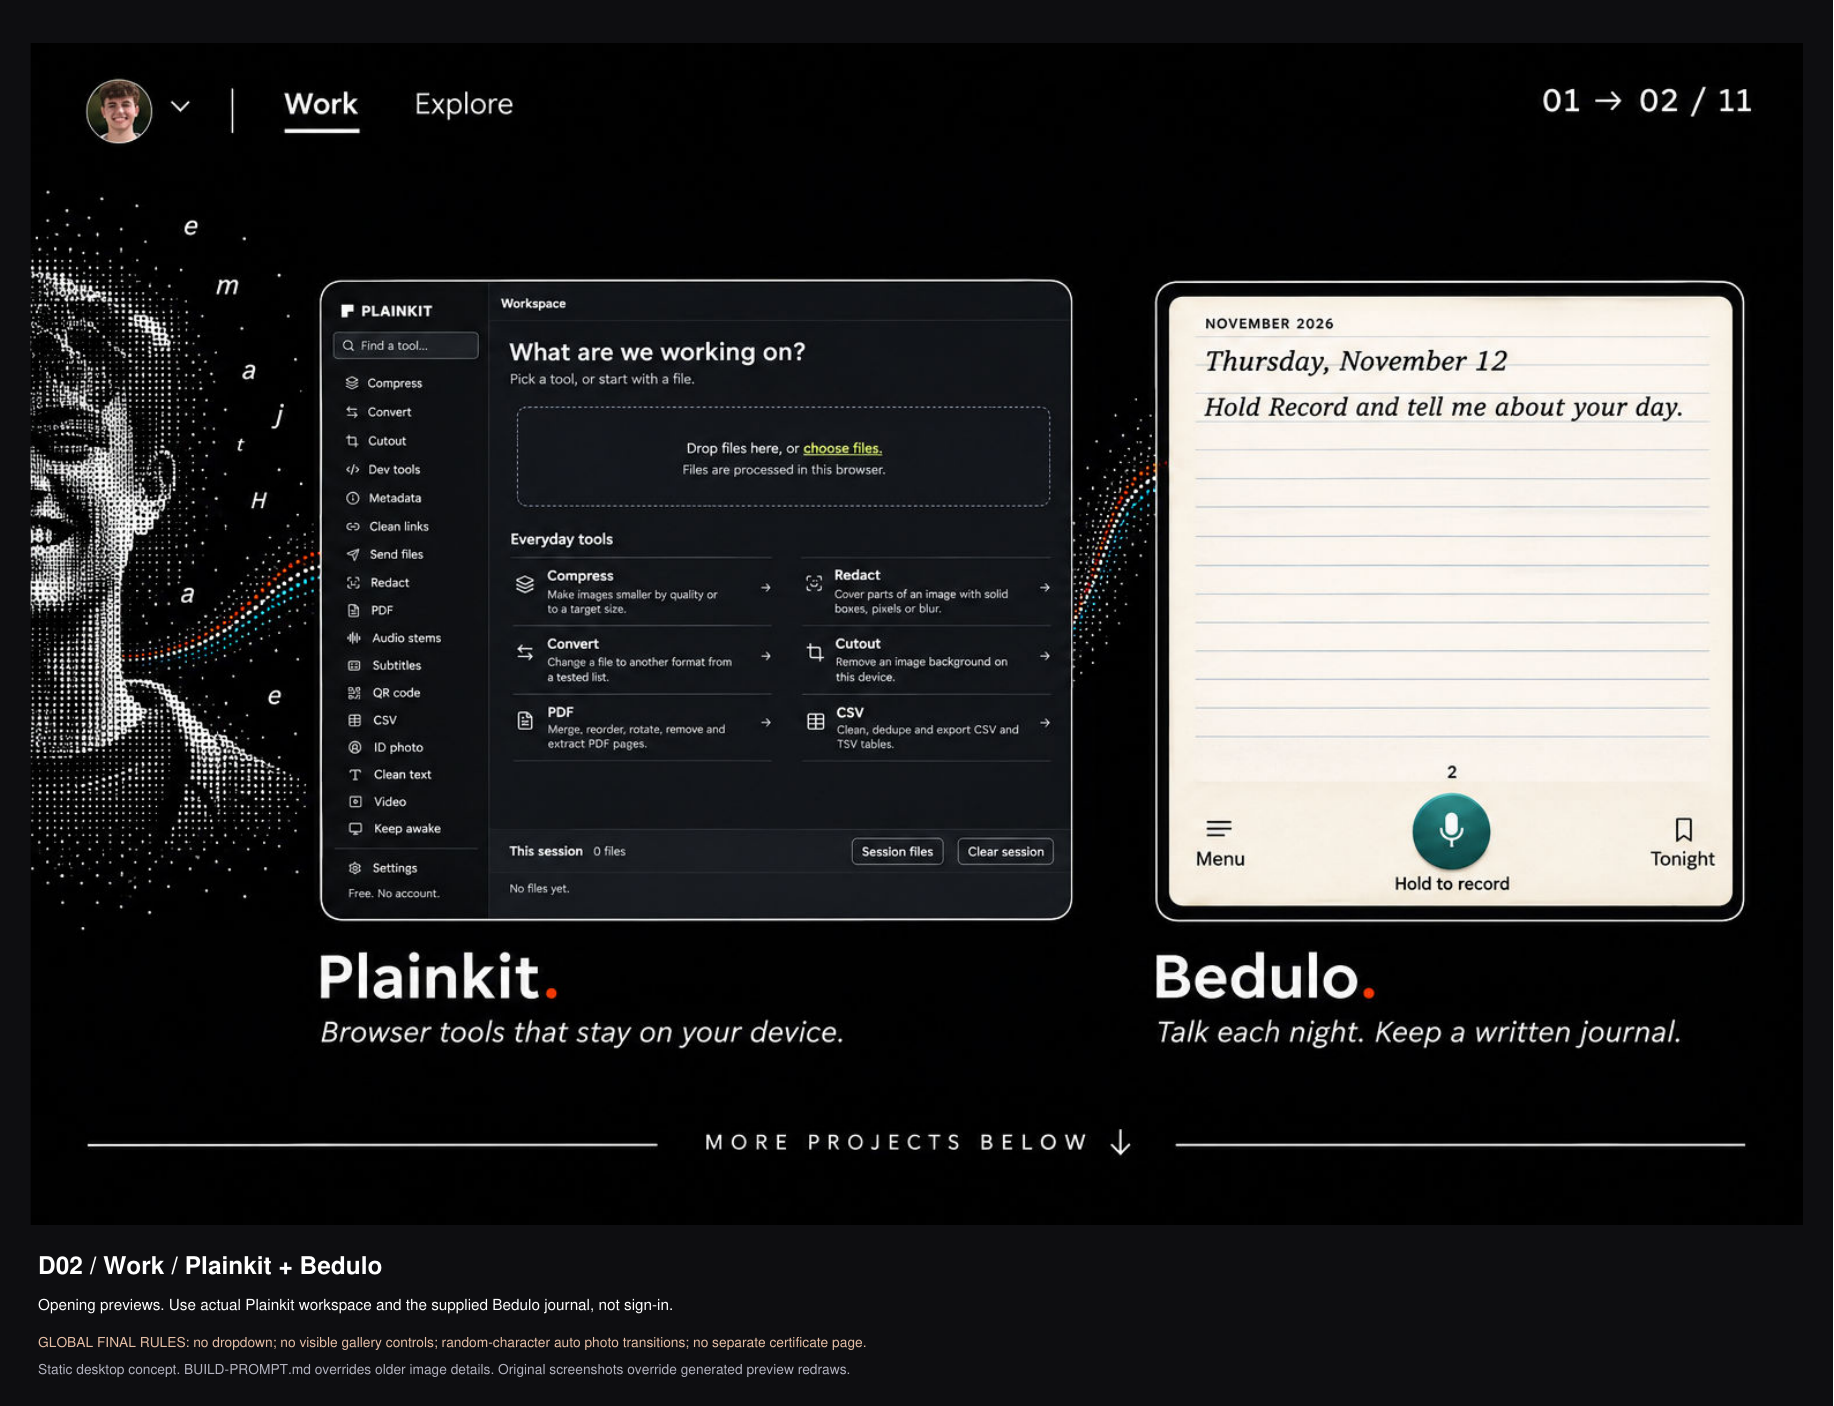 Work
Explore
01 → 02 / 11
e
m
a
j
t
H
a
e
PLAINKIT
Find a tool...
Compress
Convert
Cutout
Dev tools
Metadata
Clean links
Send files
Redact
PDF
Audio stems
Subtitles
QR code
CSV
ID photo
Clean text
Video
Keep awake
Settings
Free. No account.
Workspace
What are we working on?
Pick a tool, or start with a file.
Drop files here, or choose files.
Files are processed in this browser.
Everyday tools
Compress
Make images smaller by quality or
to a target size.
Redact
Cover parts of an image with solid
boxes, pixels or blur.
Convert
Change a file to another format from
a tested list.
Cutout
Remove an image background on
this device.
PDF
Merge, reorder, rotate, remove and
extract PDF pages.
CSV
Clean, dedupe and export CSV and
TSV tables.
This session 0 files
Session files
Clear session
No files yet.
NOVEMBER 2026
Thursday, November 12
Hold Record and tell me about your day.
2
Menu
Hold to record
Tonight
Plainkit.
Browser tools that stay on your device.
Bedulo.
Talk each night. Keep a written journal.
MORE PROJECTS BELOW ↓
D02 / Work / Plainkit + Bedulo
Opening previews. Use actual Plainkit workspace and the supplied Bedulo journal, not sign-in.
GLOBAL FINAL RULES: no dropdown; no visible gallery controls; random-character auto photo transitions; no separate certificate page.
Static desktop concept. BUILD-PROMPT.md overrides older image details. Original screenshots override generated preview redraws.